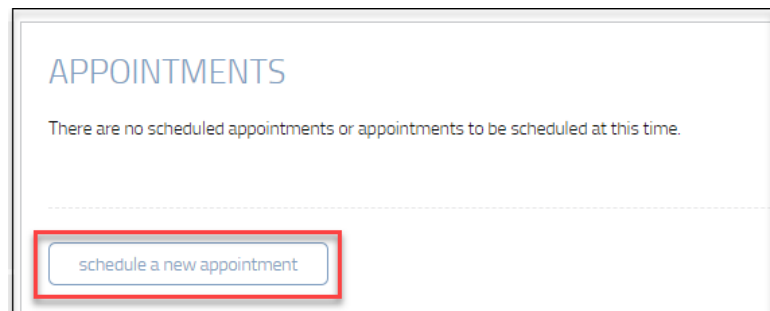 APPOINTMENTS
There are no scheduled appointments or appointments to be scheduled at this time.
schedule a new appointment